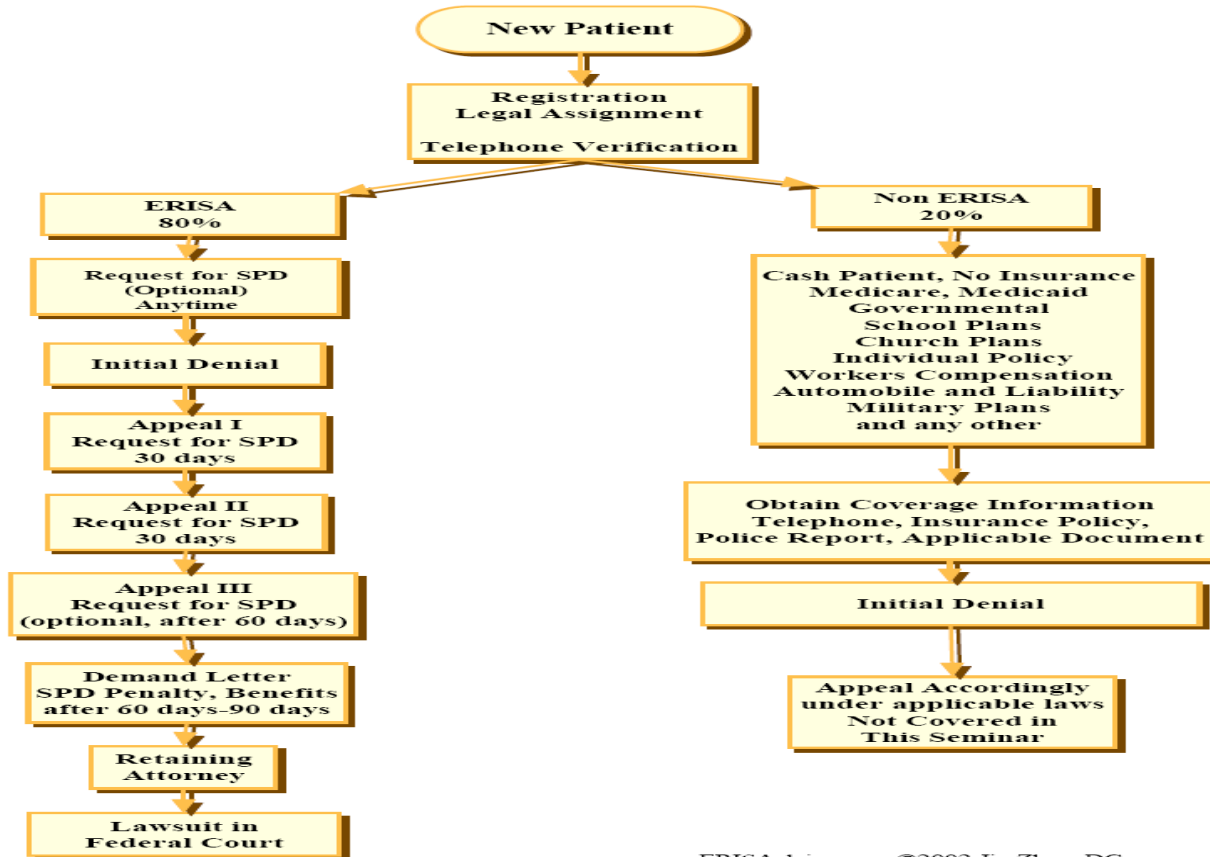 New Patient
Registration
Legal Assignment
Telephone Verification
ERISA
80%
Request for SPD
(Optional)
Anytime
Initial Denial
Appeal I
Request for SPD
30 days
Appeal II
Request for SPD
30 days
Appeal III
Request for SPD
(optional, after 60 days)
Demand Letter
SPD Penalty, Benefits
after 60 days-90 days
Retaining
Attorney
Lawsuit in
Federal Court
Non ERISA
20%
Cash Patient, No Insurance
Medicare, Medicaid
Governmental
School Plans
Church Plans
Individual Policy
Workers Compensation
Automobile and Liability
Military Plans
and any other
Obtain Coverage Information
Telephone, Insurance Policy,
Police Report, Applicable Document
Initial Denial
Appeal Accordingly
under applicable laws
Not Covered in
This Seminar